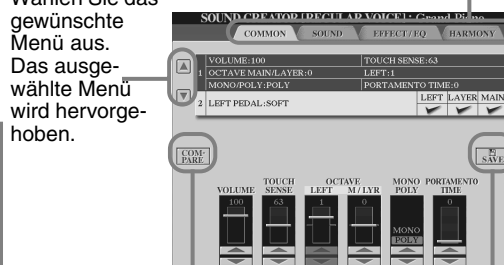 Wählen Sie das
gewünschte
Menü aus.
Das ausge-
wählte Menü
wird hervorge-
hoben.
SOUND CREATOR [REGULAR VOICE] : Grand Piano
COMMON SOUND EFFECT/EQ HARMONY
1 VOLUME:100 TOUCH SENSE:63
OCTAVE MAIN/LAYER:0 LEFT:1
MONO/POLY:POLY PORTAMENTO TIME:0
2 LEFT PEDAL:SOFT LEFT LAYER MAIN
COM-
PARE
SAVE
VOLUME TOUCH SENSE OCTAVE LEFT M/LYR MONO POLY PORTAMENTO TIME
100 63 1 0 0
MONO
POLY